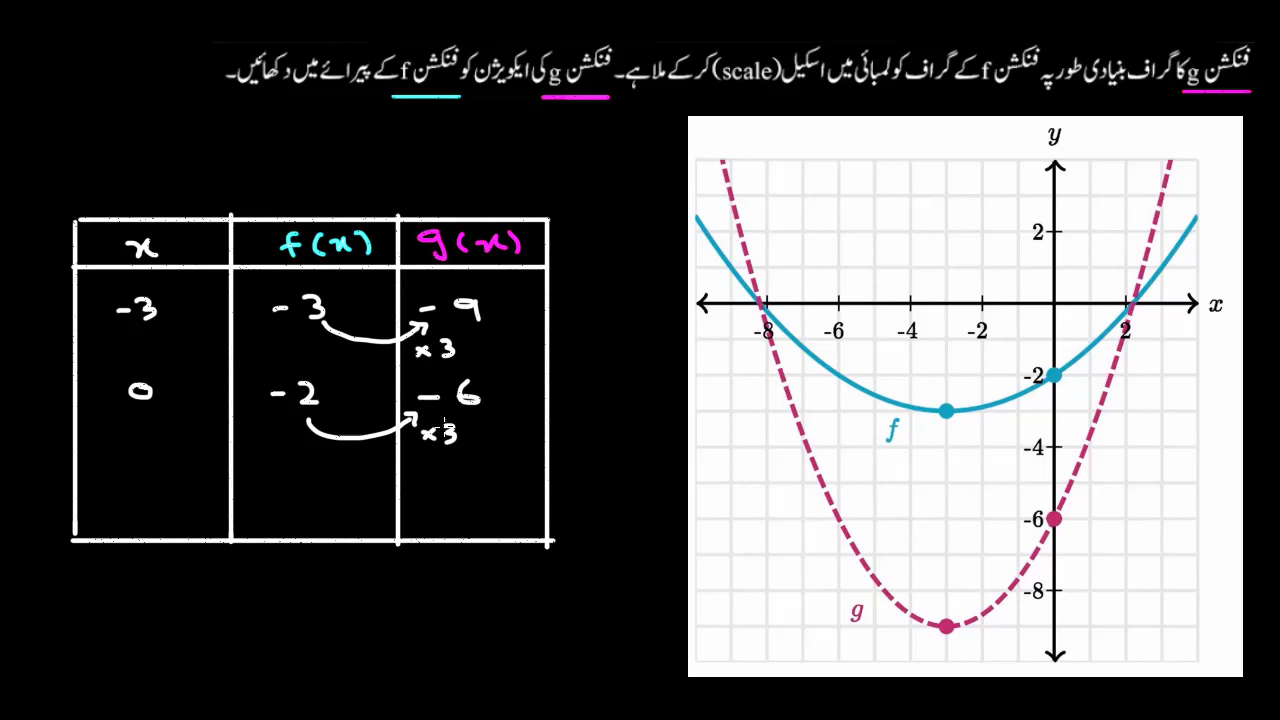 فنکشن g کا گراف بنیادی طور پہ فنکشن f کے گراف کو لمبائی میں اسکیل (scale) کر کے ملا ہے۔ فنکشن g کی ایکویژن کو فنکشن f کے پیرائے میں دکھائیں۔
x f(x) g(x)
-3 -3 -9
×3
0 -2 -6
×3
y
2
x
-8 -6 -4 -2 2
-2
f
-4
-6
-8
g